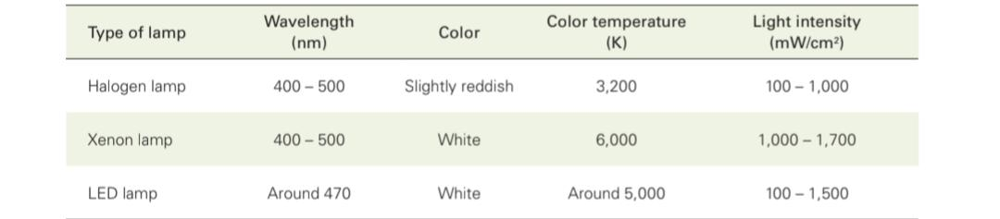 Type of lamp Wavelength (nm) Color Color temperature (K) Light intensity (mW/cm²)
Halogen lamp 400 – 500 Slightly reddish 3,200 100 – 1,000
Xenon lamp 400 – 500 White 6,000 1,000 – 1,700
LED lamp Around 470 White Around 5,000 100 – 1,500